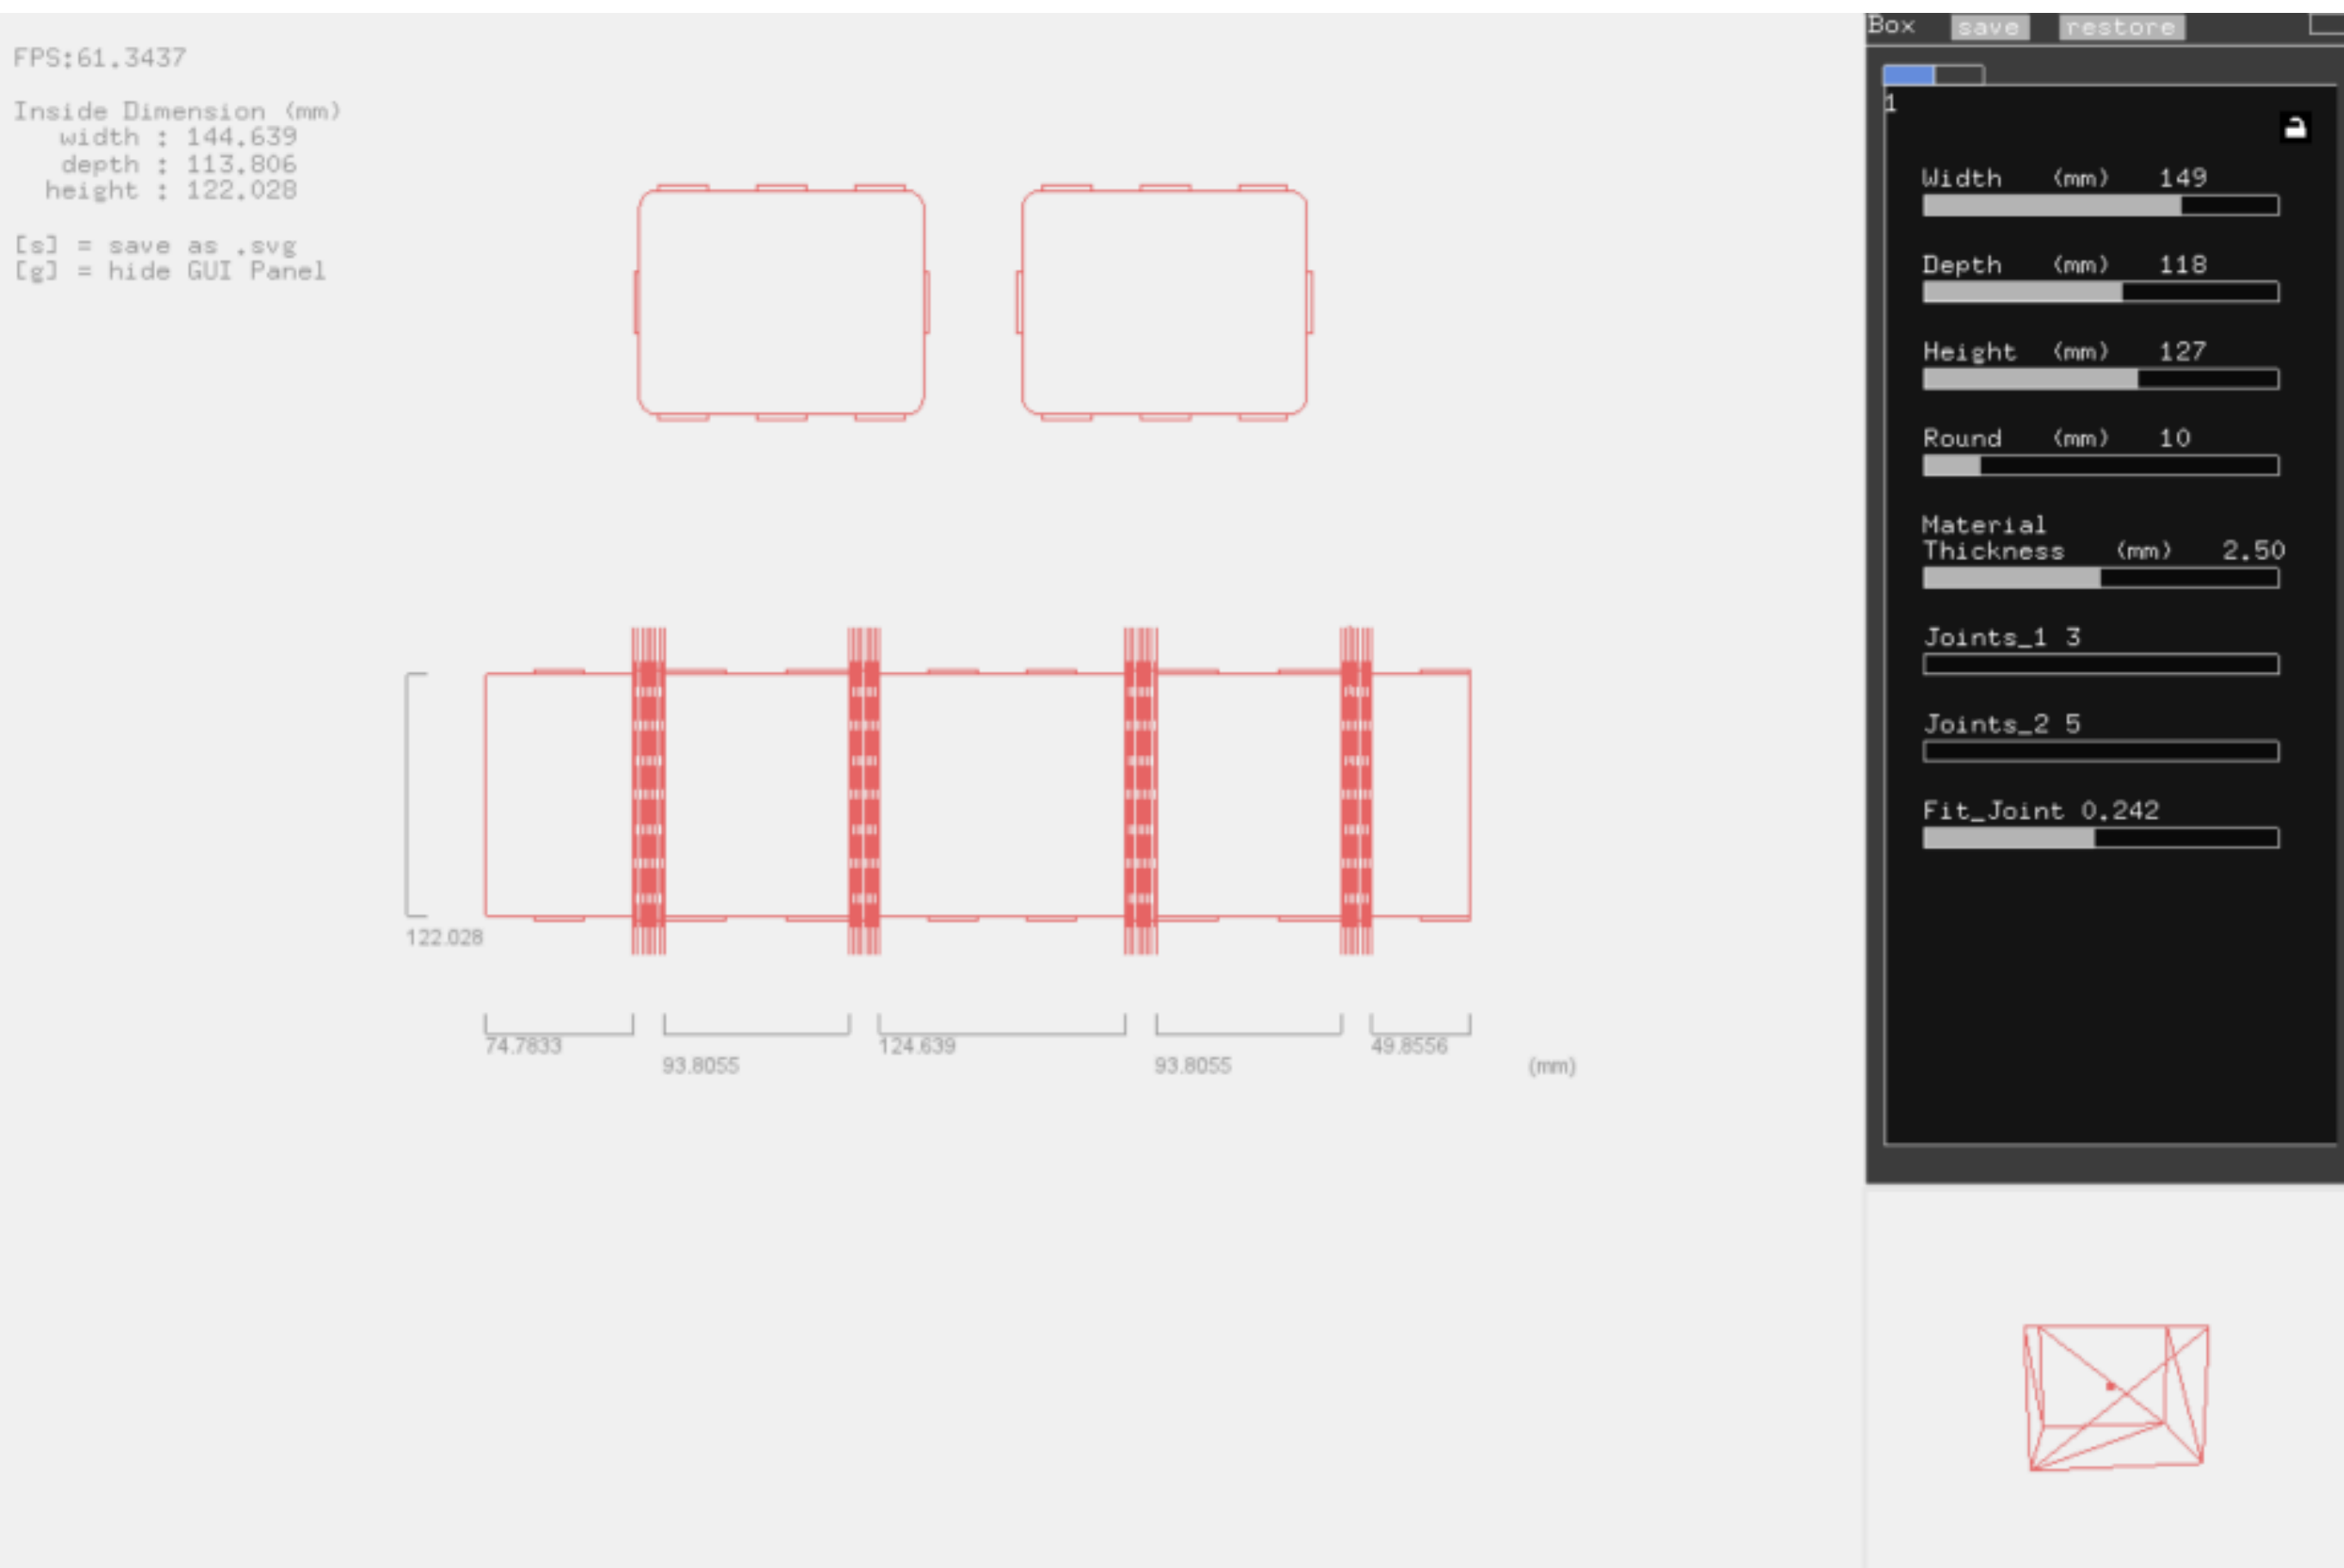 FPS:61.3437
Inside Dimension (mm)
width : 144.639
depth : 113.806
height : 122.028
[s] = save as .svg
[g] = hide GUI Panel
122.028
74.7833
93.8055
124.639
93.8055
49.8556
(mm)
Box save restore
1
Width (mm) 149
Depth (mm) 118
Height (mm) 127
Round (mm) 10
Material
Thickness (mm) 2.50
Joints_1 3
Joints_2 5
Fit_Joint 0.242